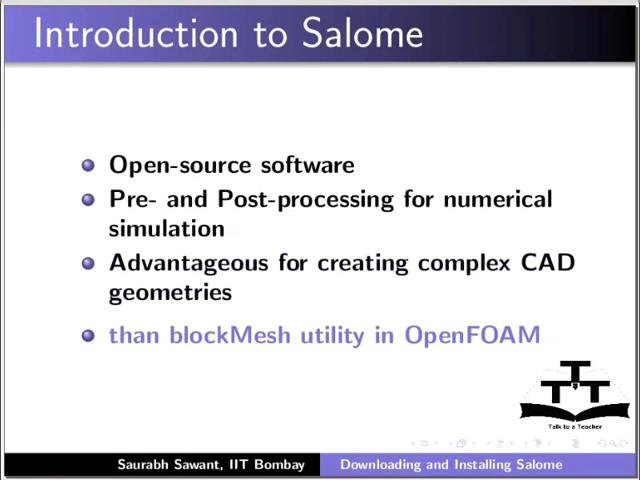 Introduction to Salome
Open-source software
Pre- and Post-processing for numerical
simulation
Advantageous for creating complex CAD
geometries
than blockMesh utility in OpenFOAM
T T T
Talk to a Teacher
Saurabh Sawant, IIT Bombay Downloading and Installing Salome